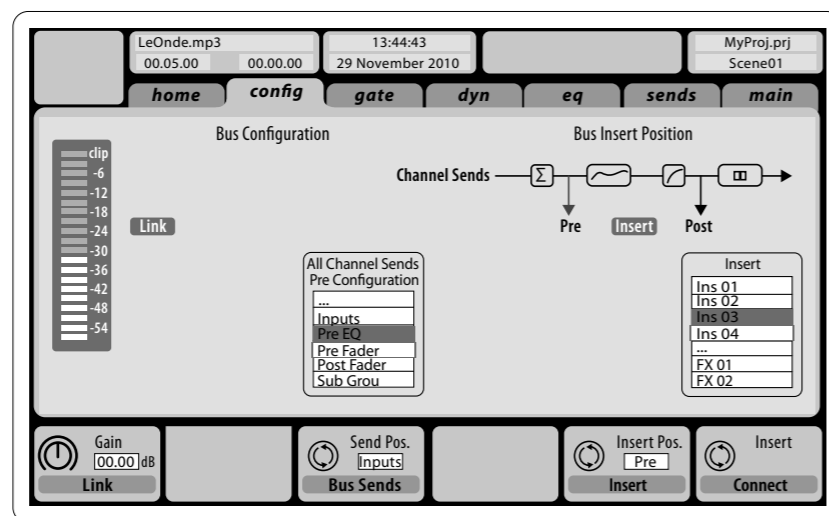 LeOnde.mp3
00.05.00 00.00.00
13:44:43
29 November 2010
MyProj.prj
Scene01
home config gate dyn eq sends main
Bus Configuration
Bus Insert Position
clip
-6
-12
-18
-24
-30
-36
-42
-48
-54
Link
Channel Sends
Σ
Pre Insert Post
All Channel Sends
Pre Configuration
...
Inputs
Pre EQ
Pre Fader
Post Fader
Sub Grou
Insert
Ins 01
Ins 02
Ins 03
Ins 04
...
FX 01
FX 02
Gain
00.00 dB
Link
Send Pos.
Inputs
Bus Sends
Insert Pos.
Pre
Insert
Insert
Connect